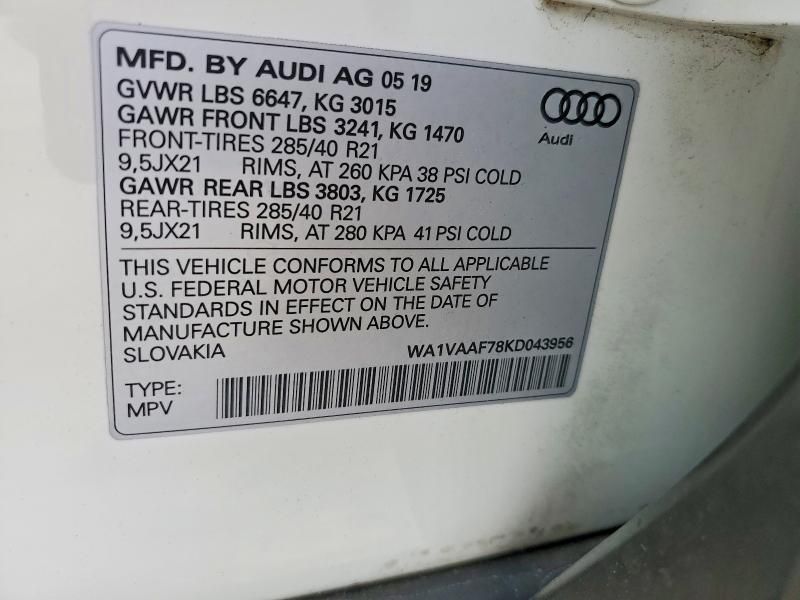 MFD. BY AUDI AG 05 19
GVWR LBS 6647, KG 3015
GAWR FRONT LBS 3241, KG 1470
FRONT-TIRES 285/40 R21
9,5JX21 RIMS, AT 260 KPA 38 PSI COLD
GAWR REAR LBS 3803, KG 1725
REAR-TIRES 285/40 R21
9,5JX21 RIMS, AT 280 KPA 41 PSI COLD
Audi
THIS VEHICLE CONFORMS TO ALL APPLICABLE
U.S. FEDERAL MOTOR VEHICLE SAFETY
STANDARDS IN EFFECT ON THE DATE OF
MANUFACTURE SHOWN ABOVE.
SLOVAKIA WA1VAAF78KD043956
TYPE:
MPV